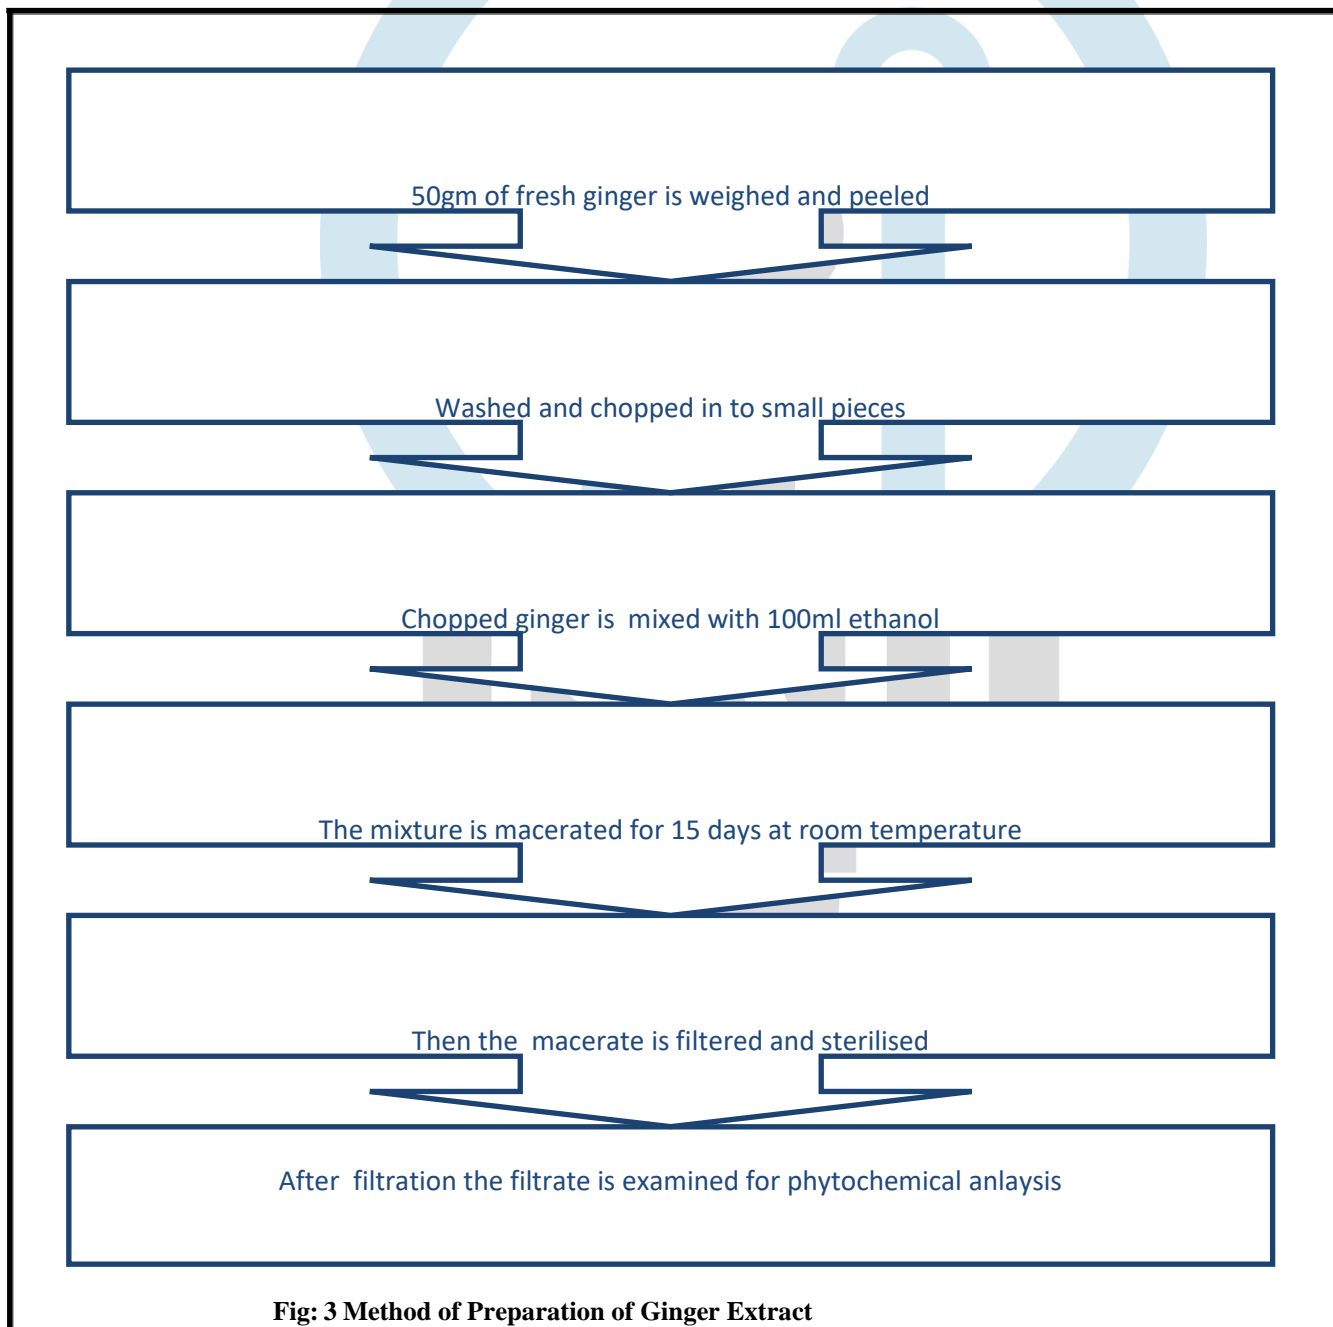 50gm of fresh ginger is weighed and peeled
Washed and chopped in to small pieces
Chopped ginger is  mixed with 100ml ethanol
The mixture is macerated for 15 days at room temperature
Then the  macerate is filtered and sterilised
After  filtration the filtrate is examined for phytochemical anlaysis
Fig: 3 Method of Preparation of Ginger Extract